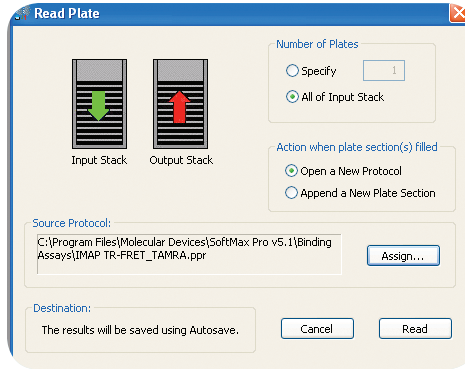 Read Plate
Number of Plates
Specify
1
All of Input Stack
Input Stack
Output Stack
Action when plate section(s) filled
Open a New Protocol
Append a New Plate Section
Source Protocol:
C:\Program Files\Molecular Devices\SoftMax Pro v5.1\Binding
Assays\IMAP TR-FRET_TAMRA.ppr
Assign...
Destination:
The results will be saved using Autosave.
Cancel
Read